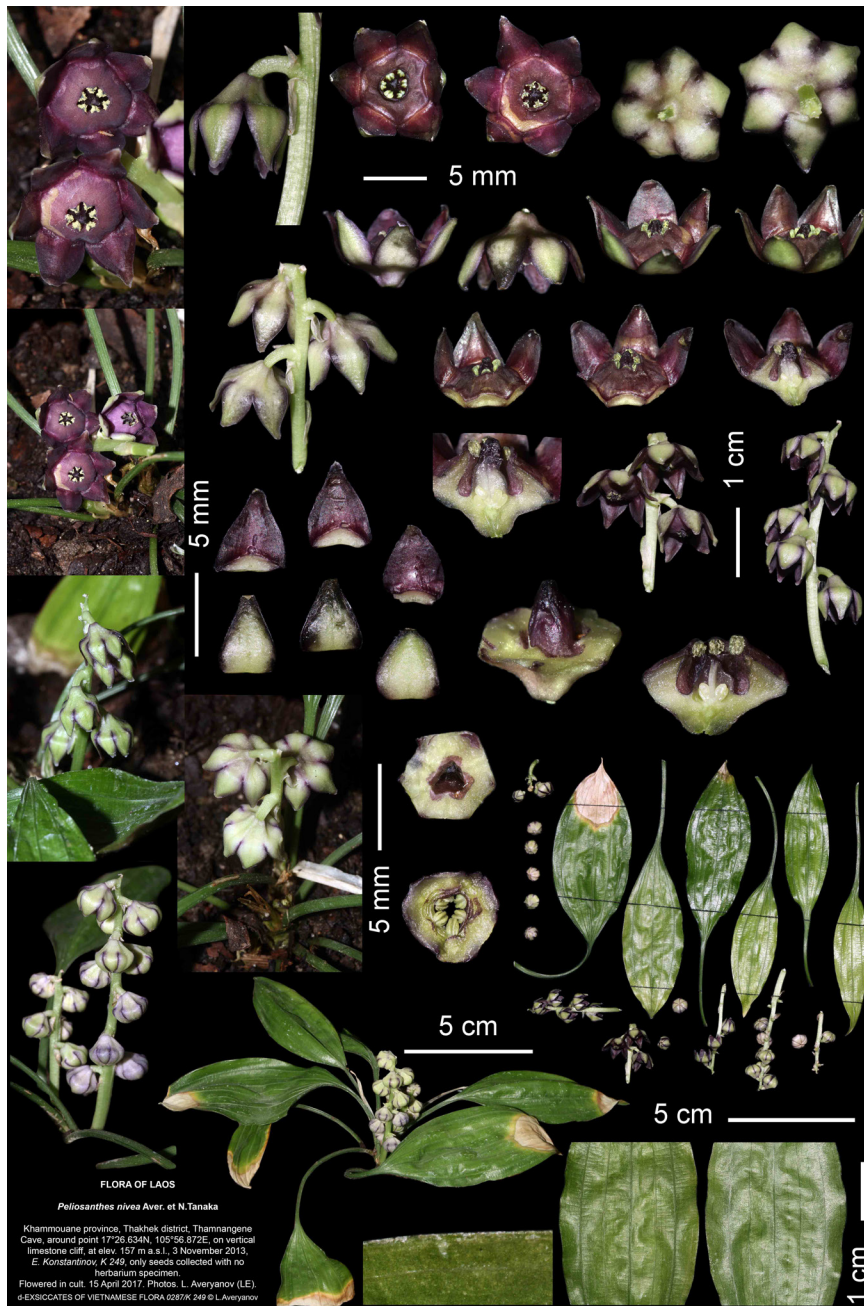 5 mm
1 cm
5 mm
5 mm
5 cm
5 cm
1 cm
FLORA OF LAOS
Peliosanthes nivea Aver. et N.Tanaka
Khammouane province, Thakhek district, Thamnangene
Cave, around point 17°26.634N, 105°56.872E, on vertical
limestone cliff, at elev. 157 m a.s.l., 3 November 2013,
E. Konstantinov, K 249, only seeds collected with no
herbarium specimen.
Flowered in cult. 15 April 2017. Photos. L. Averyanov (LE).
d-EXSICCATES OF VIETNAMESE FLORA 0287/K 249 © L.Averyanov